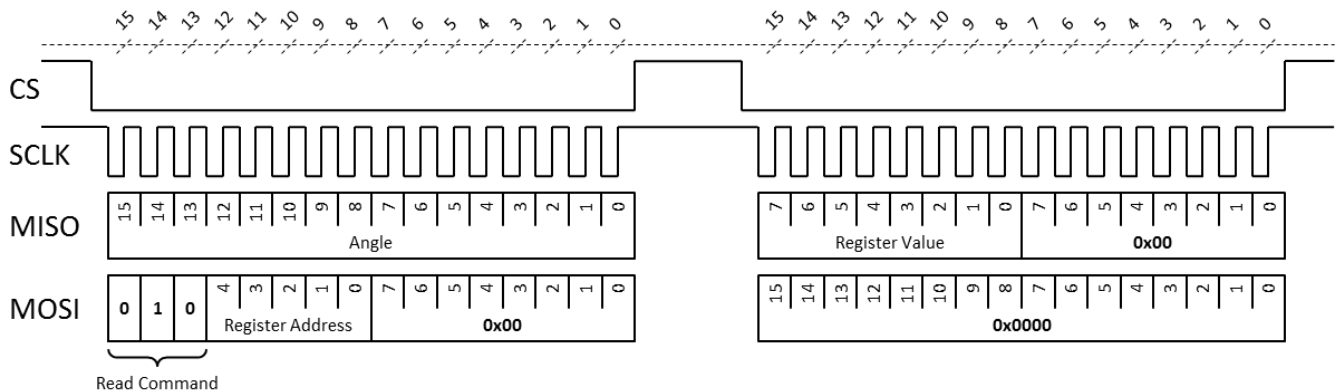 15 14 13 12 11 10 9 8 7 6 5 4 3 2 1 0 15 14 13 12 11 10 9 8 7 6 5 4 3 2 1 0
CS
SCLK
MISO
15 14 13 12 11 10 9 8 7 6 5 4 3 2 1 0 7 6 5 4 3 2 1 0 7 6 5 4 3 2 1 0
Angle Register Value 0x00
MOSI
0 1 0 4 3 2 1 0 7 6 5 4 3 2 1 0 15 14 13 12 11 10 9 8 7 6 5 4 3 2 1 0
Register Address 0x00 0x0000
Read Command